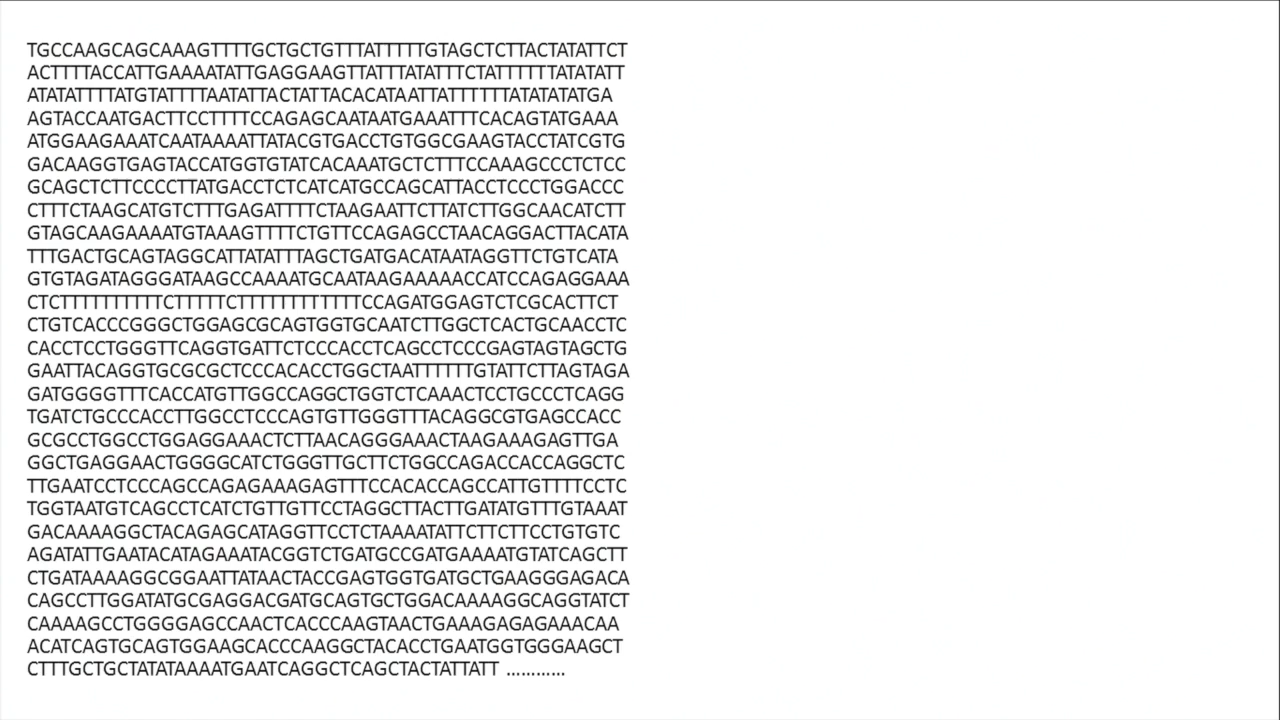 TGCCAAGCAGCAAAGTTTTGCTGCTGTTTATTTTTGTAGCTCTTACTATATTCT
ACTTTTACCATTGAAAATATTGAGGAAGTTATTTATATTTCTATTTTTTATATATT
ATATATTTTATGTATTTTAATATTACTATTACACATAATTATTTTTTATATATATGA
AGTACCAATGACTTCCTTTTCCAGAGCAATAATGAAATTTCACAGTATGAAA
ATGGAAGAAATCAATAAAATTATACGTGACCTGTGGCGAAGTACCTATCGTG
GACAAGGTGAGTACCATGGTGTATCACAAATGCTCTTTCCAAAGCCCTCTCC
GCAGCTCTTCCCCTTATGACCTCTCATCATGCCAGCATTACCTCCCTGGACCC
CTTTCTAAGCATGTCTTTGAGATTTTCTAAGAATTCTTATCTTGGCAACATCTT
GTAGCAAGAAAATGTAAAGTTTTCTGTTCCAGAGCCTAACAGGACTTACATA
TTTGACTGCAGTAGGCATTATATTTAGCTGATGACATAATAGGTTCTGTCATA
GTGTAGATAGGGATAAGCCAAAATGCAATAAGAAAAACCATCCAGAGGAAA
CTCTTTTTTTTTTCTTTTTCTTTTTTTTTTTTTCCAGATGGAGTCTCGCACTTCT
CTGTCACCCGGGCTGGAGCGCAGTGGTGCAATCTTGGCTCACTGCAACCTC
CACCTCCTGGGTTCAGGTGATTCTCCCACCTCAGCCTCCCGAGTAGTAGCTG
GAATTACAGGTGCGCGCTCCCACACCTGGCTAATTTTTTGTATTCTTAGTAGA
GATGGGGTTTCACCATGTTGGCCAGGCTGGTCTCAAACTCCTGCCCTCAGG
TGATCTGCCCACCTTGGCCTCCCAGTGTTGGGTTTACAGGCGTGAGCCACC
GCGCCTGGCCTGGAGGAAACTCTTAACAGGGAAACTAAGAAAGAGTTGA
GGCTGAGGAACTGGGGCATCTGGGTTGCTTCTGGCCAGACCACCAGGCTC
TTGAATCCTCCCAGCCAGAGAAAGAGTTTCCACACCAGCCATTGTTTTCCTC
TGGTAATGTCAGCCTCATCTGTTGTTCCTAGGCTTACTTGATATGTTTGTAAAT
GACAAAAGGCTACAGAGCATAGGTTCCTCTAAAATATTCTTCTTCCTGTGTC
AGATATTGAATACATAGAAATACGGTCTGATGCCGATGAAAATGTATCAGCTT
CTGATAAAAGGCGGAATTATAACTACCGAGTGGTGATGCTGAAGGGAGACA
CAGCCTTGGATATGCGAGGACGATGCAGTGCTGGACAAAAGGCAGGTATCT
CAAAAGCCTGGGGAGCCAACTCACCCAAGTAACTGAAAGAGAGAAACAA
ACATCAGTGCAGTGGAAGCACCCAAGGCTACACCTGAATGGTGGGAAGCT
CTTTGCTGCTATATAAAATGAATCAGGCTCAGCTACTATTATT ............